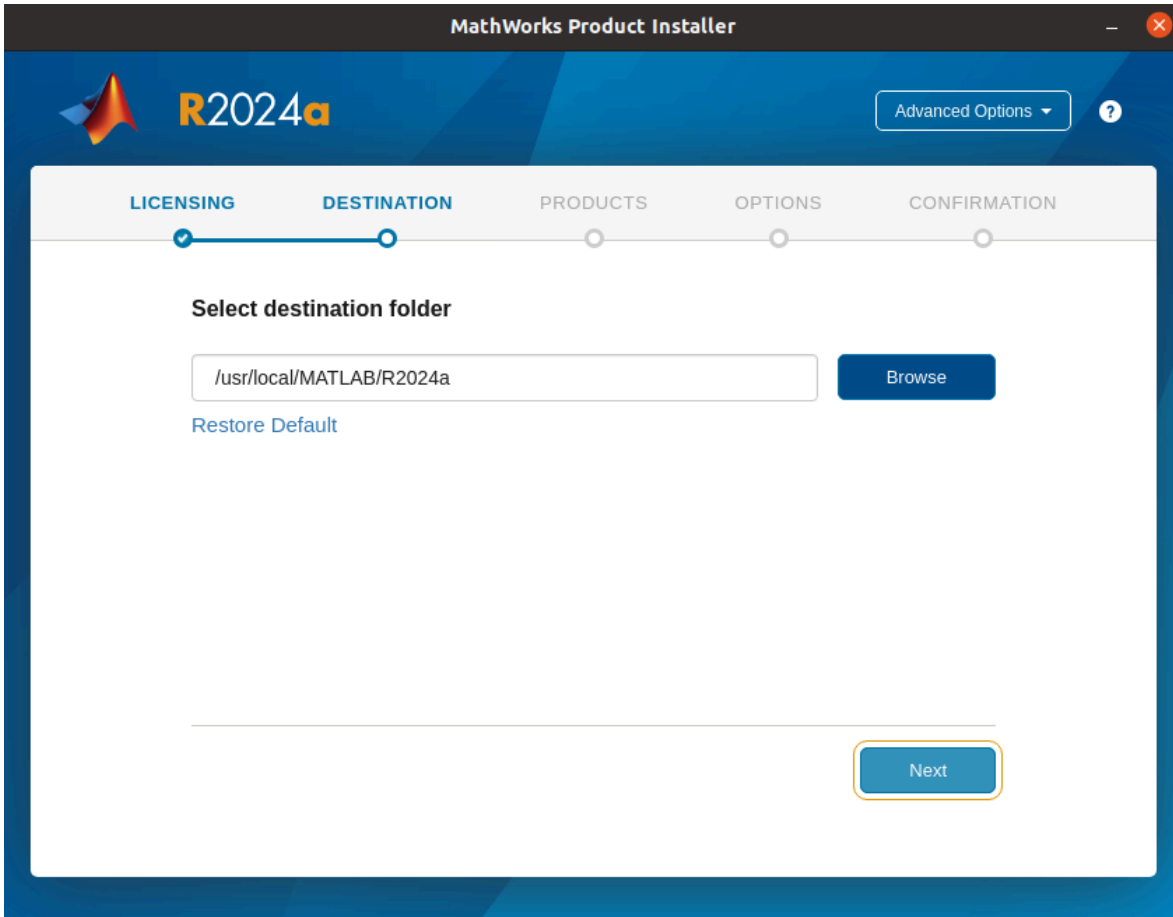 MathWorks Product Installer
R2024a
Advanced Options
?
LICENSING DESTINATION PRODUCTS OPTIONS CONFIRMATION
Select destination folder
/usr/local/MATLAB/R2024a
Browse
Restore Default
Next